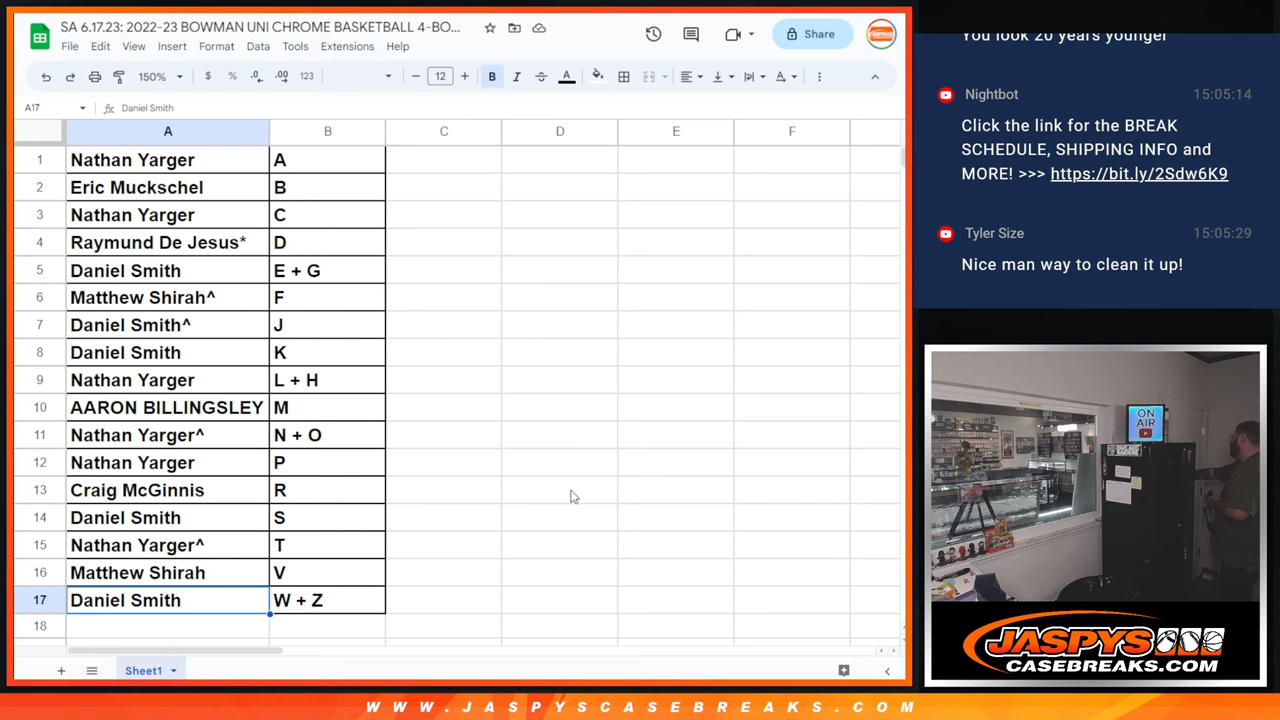 SA 6.17.23: 2022-23 BOWMAN UNI CHROME BASKETBALL 4-BO...
File Edit View Insert Format Data Tools Extensions Help
Share
150% $ % .0 .00 123 12 B I A
A17 fx Daniel Smith
A B C D E F
1 Nathan Yarger A
2 Eric Muckschel B
3 Nathan Yarger C
4 Raymund De Jesus* D
5 Daniel Smith E + G
6 Matthew Shirah^ F
7 Daniel Smith^ J
8 Daniel Smith K
9 Nathan Yarger L + H
10 AARON BILLINGSLEY M
11 Nathan Yarger^ N + O
12 Nathan Yarger P
13 Craig McGinnis R
14 Daniel Smith S
15 Nathan Yarger^ T
16 Matthew Shirah V
17 Daniel Smith W + Z
18
Sheet1
You look 20 years younger
Nightbot 15:05:14
Click the link for the BREAK
SCHEDULE, SHIPPING INFO and
MORE! >>> https://bit.ly/2Sdw6K9
Tyler Size 15:05:29
Nice man way to clean it up!
ON
AIR
JASPYS
CASEBREAKS.COM
WWW.JASPYSCASEBREAKS.COM